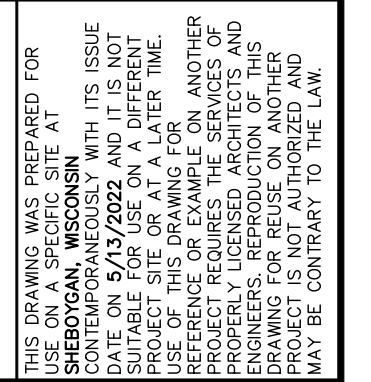 THIS DRAWING WAS PREPARED FOR
USE ON A SPECIFIC SITE AT
SHEBOYGAN, WISCONSIN
CONTEMPORANEOUSLY WITH ITS ISSUE
DATE ON 5/13/2022 AND IT IS NOT
SUITABLE FOR USE ON A DIFFERENT
PROJECT SITE OR AT A LATER TIME.
USE OF THIS DRAWING FOR
REFERENCE OR EXAMPLE ON ANOTHER
PROJECT REQUIRES THE SERVICES OF
PROPERLY LICENSED ARCHITECTS AND
ENGINEERS. REPRODUCTION OF THIS
DRAWING FOR REUSE ON ANOTHER
PROJECT IS NOT AUTHORIZED AND
MAY BE CONTRARY TO THE LAW.